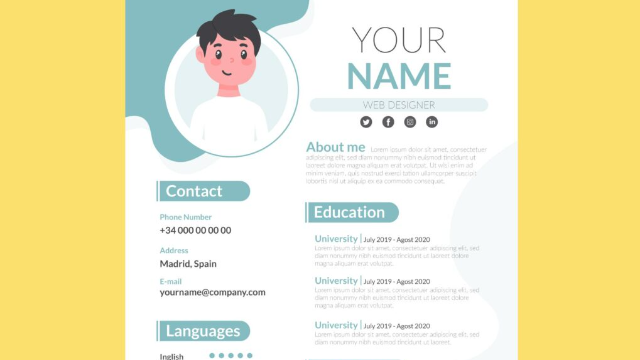 YOUR
NAME
WEB DESIGNER
About me Lorem ipsum dolor sit amet, consectetuer
adipiscing elit, sed diam nonummy nibh euismod tincidunt ut
laoreet dolore magna aliquam erat volutpat. Ut wisi enim ad
minim veniam, quis nostrud exerci tation ullamcorper suscipit
lobortis nisl ut aliquip ex ea commodo consequat.
Contact
Phone Number
+34 000 00 00 00
Address
Madrid, Spain
E-mail
yourname@company.com
Languages
Inglish
Education
University | July 2019 - Agost 2020
Lorem ipsum dolor sit amet, consectetuer adipiscing elit, sed
diam nonummy nibh euismod tincidunt ut laoreet dolore
magna aliquam erat volutpat.
University | July 2019 - Agost 2020
Lorem ipsum dolor sit amet, consectetuer adipiscing elit, sed
diam nonummy nibh euismod tincidunt ut laoreet dolore
magna aliquam erat volutpat.
University | July 2019 - Agost 2020
Lorem ipsum dolor sit amet, consectetuer adipiscing elit, sed
diam nonummy nibh euismod tincidunt ut laoreet dolore